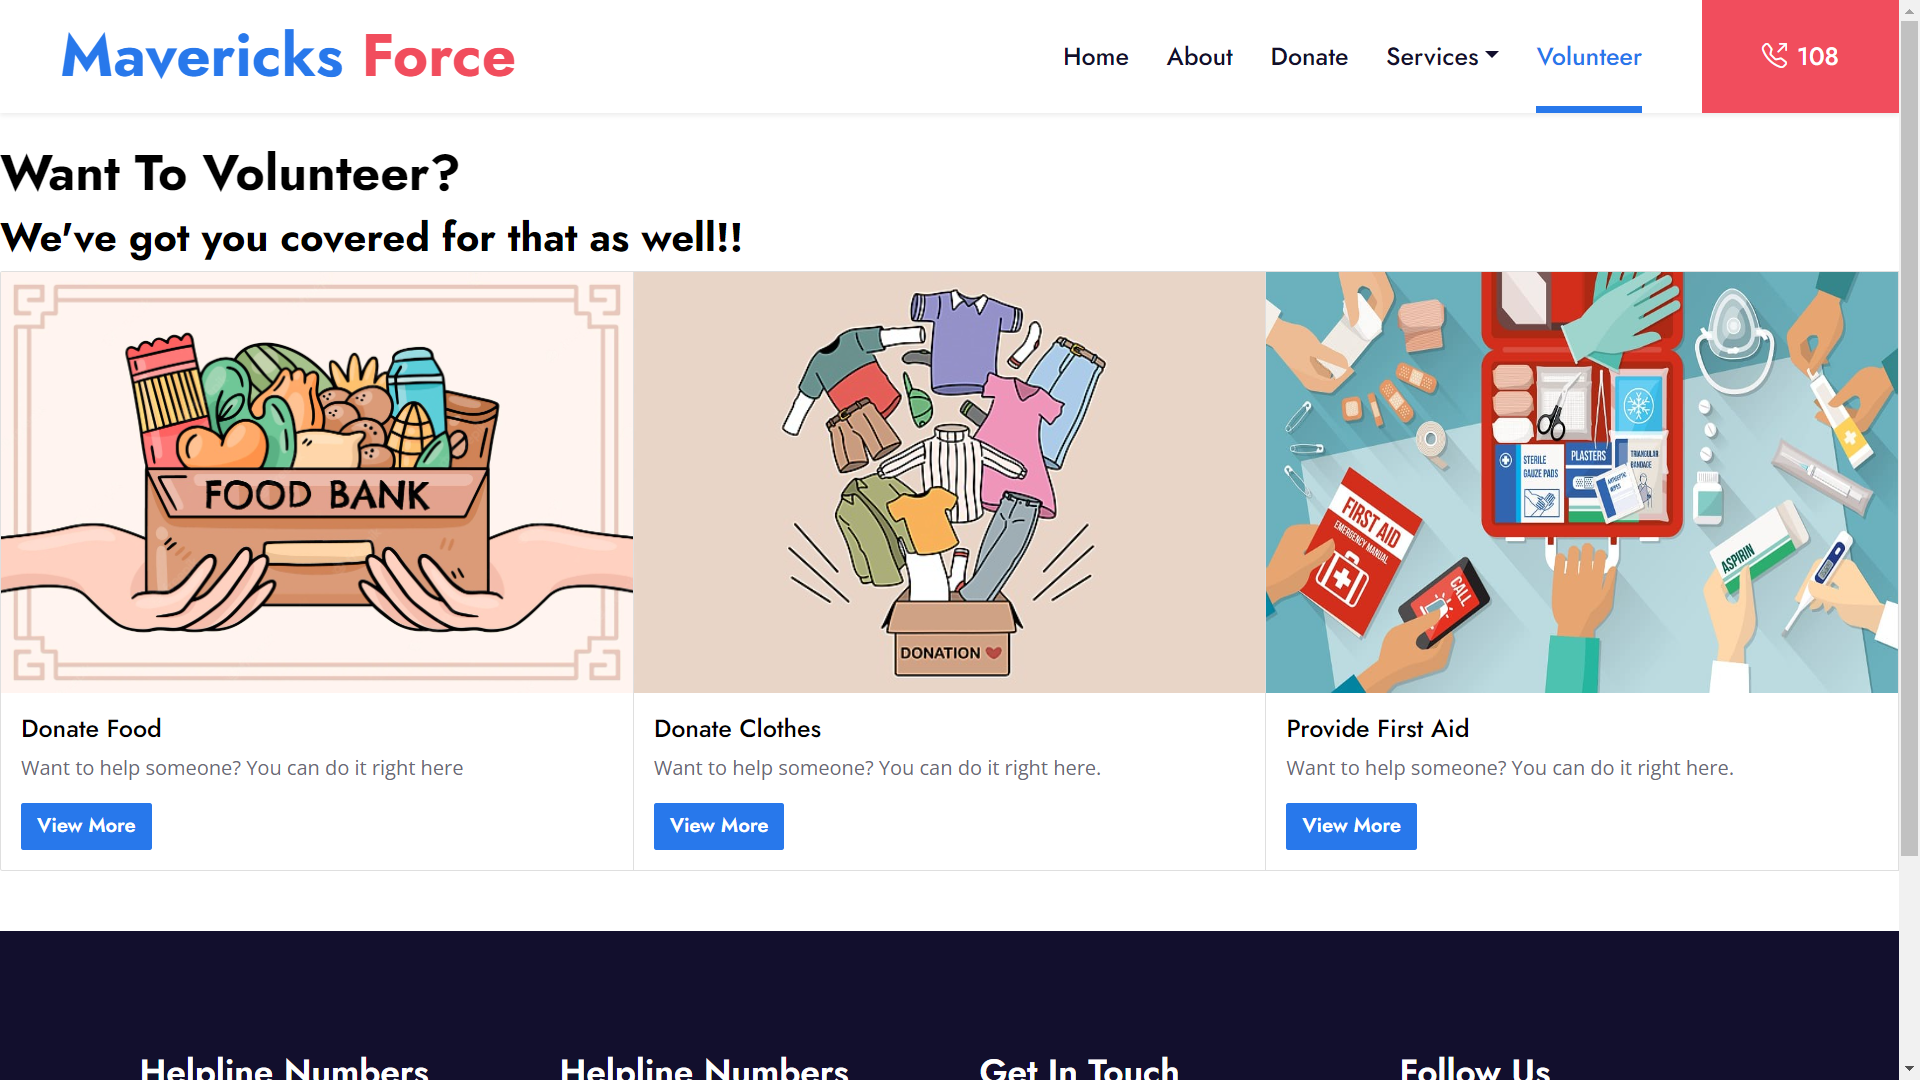 Mavericks Force
Home About Donate Services Volunteer 108
Want To Volunteer?
We've got you covered for that as well!!
FOOD BANK
DONATION
FIRST AID
EMERGENCY MANUAL
CALL
STERILE
GAUZE PADS
PLASTERS
TRIANGULAR
BANDAGE
ASPIRIN
Donate Food
Want to help someone? You can do it right here
View More
Donate Clothes
Want to help someone? You can do it right here.
View More
Provide First Aid
Want to help someone? You can do it right here.
View More
Helpline Numbers
Helpline Numbers
Get In Touch
Follow Us